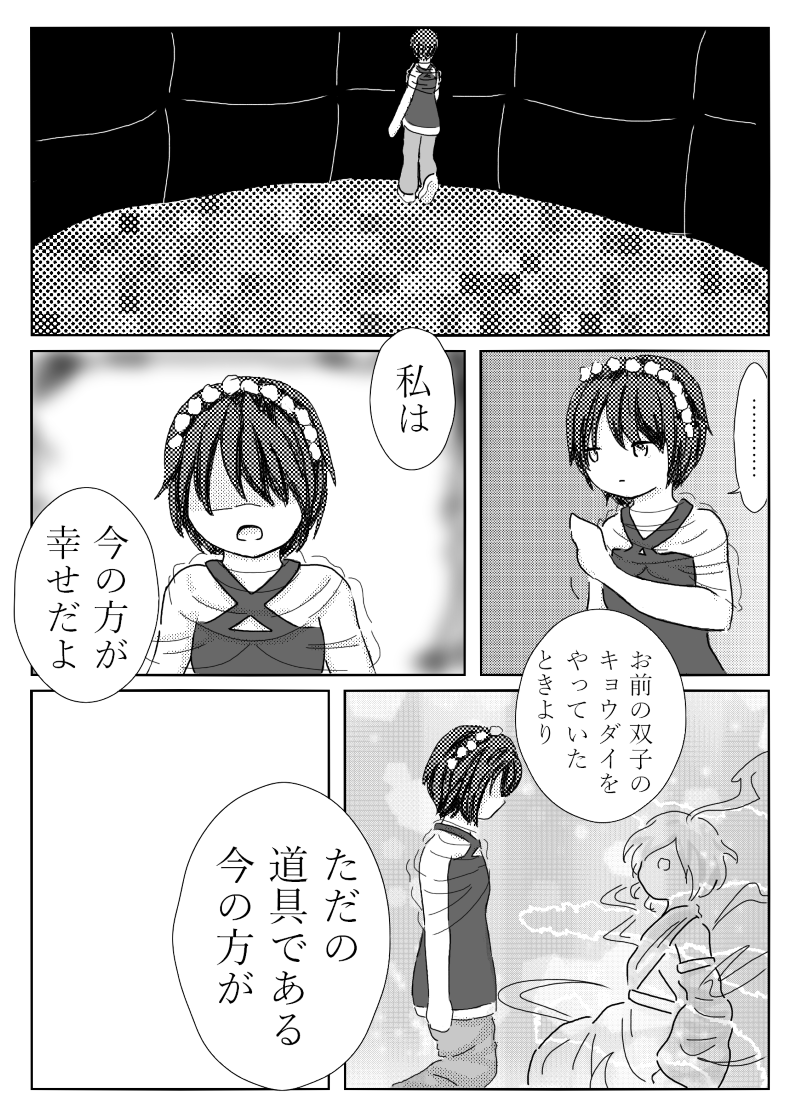 ………
私は
今の方が
幸せだよ
お前の双子の
キョウダイを
やっていた
ときより
ただの
道具である
今の方が